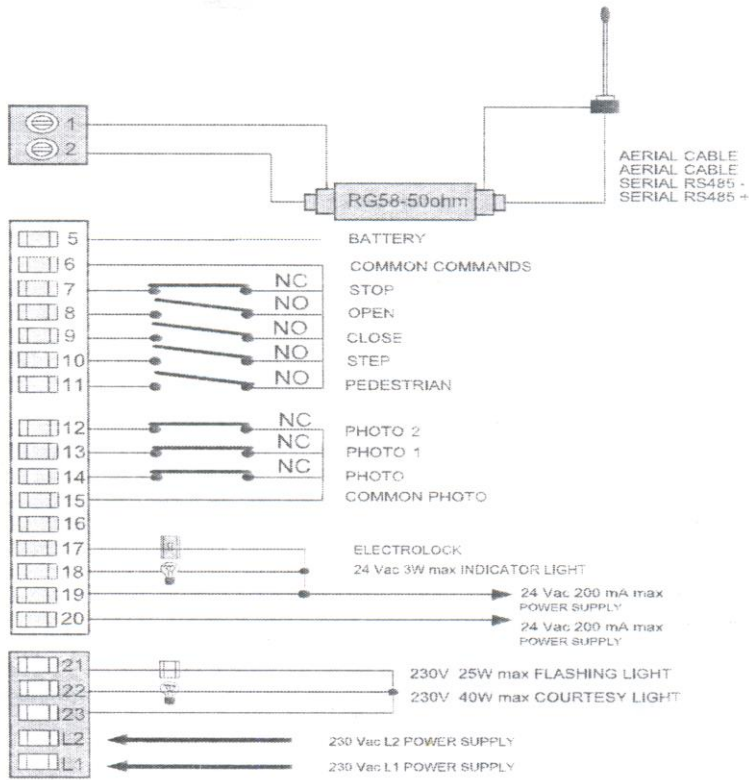 1
2
RG58-50ohm
AERIAL CABLE
AERIAL CABLE
SERIAL RS485 -
SERIAL RS485 +
5 BATTERY
6 COMMON COMMANDS
7 NC STOP
8 NO OPEN
9 NO CLOSE
10 NO STEP
11 NO PEDESTRIAN
12 NC PHOTO 2
13 NC PHOTO 1
14 NC PHOTO
15 COMMON PHOTO
16
17 ELECTROLOCK
18 24 Vac 3W max INDICATOR LIGHT
19 24 Vac 200 mA max
POWER SUPPLY
20 24 Vac 200 mA max
POWER SUPPLY
21 230V 25W max FLASHING LIGHT
22 230V 40W max COURTESY LIGHT
23
L2 230 Vac L2 POWER SUPPLY
L1 230 Vac L1 POWER SUPPLY